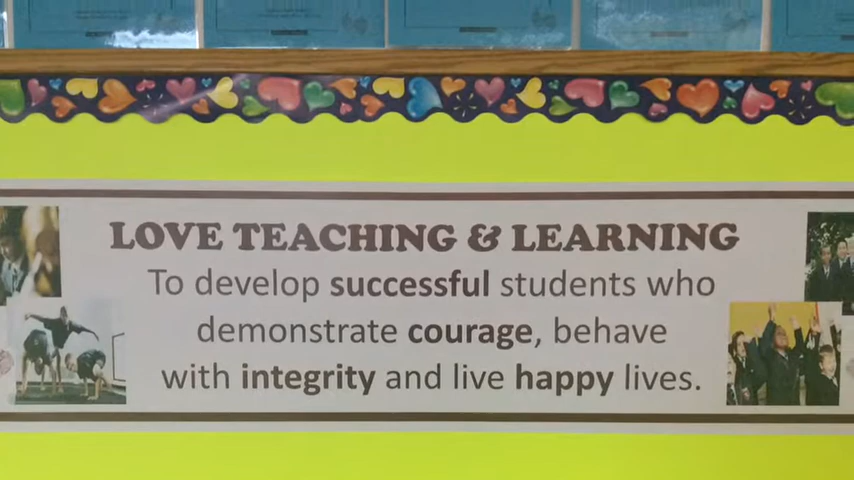 LOVE TEACHING & LEARNING
To develop successful students who
demonstrate courage, behave
with integrity and live happy lives.